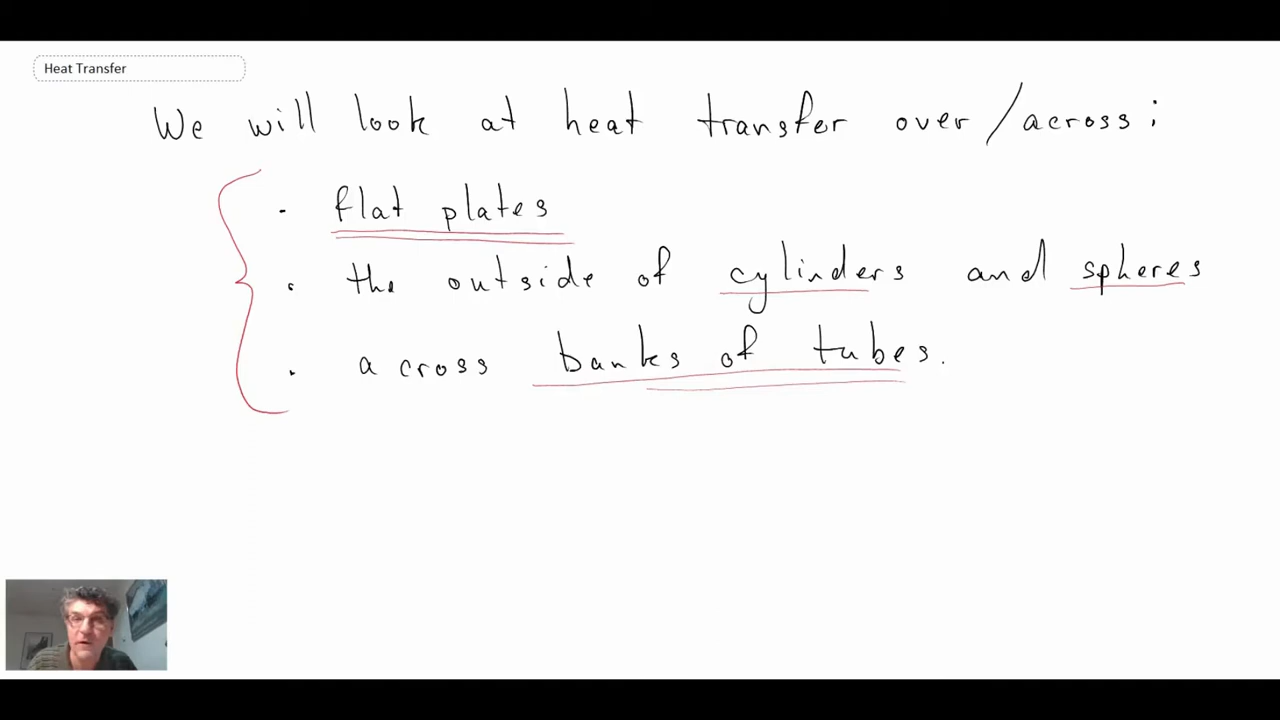 Heat Transfer
We will look at heat transfer over/across:
· flat plates
· the outside of cylinders and spheres
· across banks of tubes.